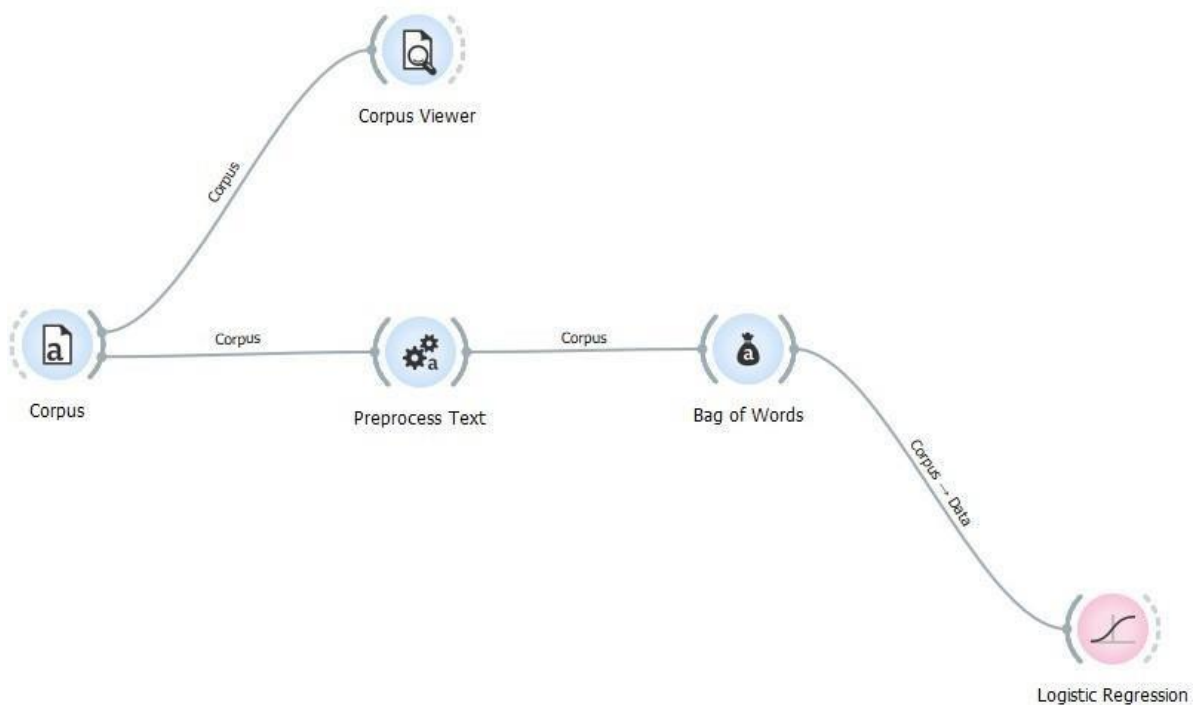 Corpus Viewer
Corpus
Corpus
Corpus
Corpus
Preprocess Text
Bag of Words
Corpus → Data
Logistic Regression